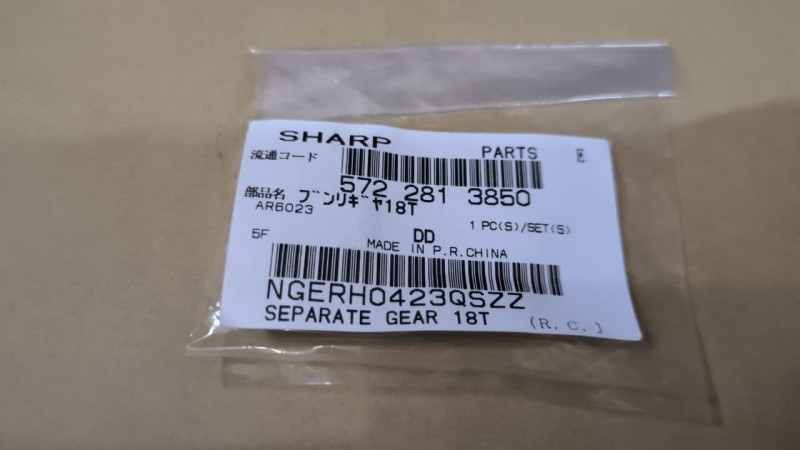 SHARP PARTS E
流通コード
572 281 3850
部品名 ブンリギヤ18T
AR6023
1 PC(S)/SET(S)
5F DD
MADE IN P.R.CHINA
NGERH0423QSZZ
SEPARATE GEAR 18T (R.C.)